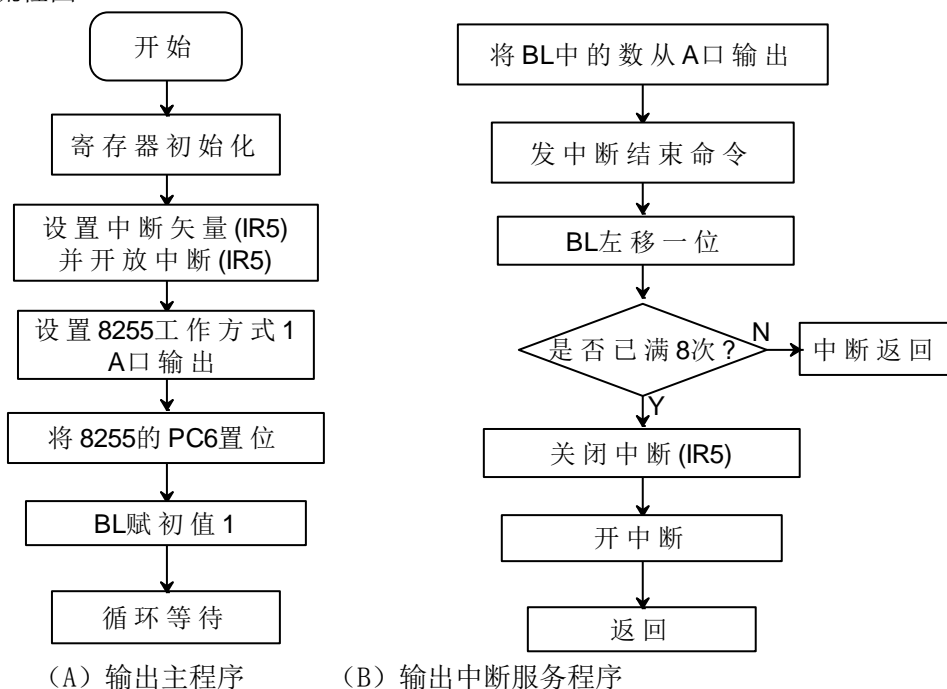 开始
寄存器初始化
设置中断矢量(IR5)
并开放中断(IR5)
设置8255工作方式1
A口输出
将8255的PC6置位
BL赋初值1
循环等待
(A)输出主程序
将BL中的数从A口输出
发中断结束命令
BL左移一位
是否已满8次?
N
中断返回
Y
关闭中断(IR5)
开中断
返回
(B)输出中断服务程序